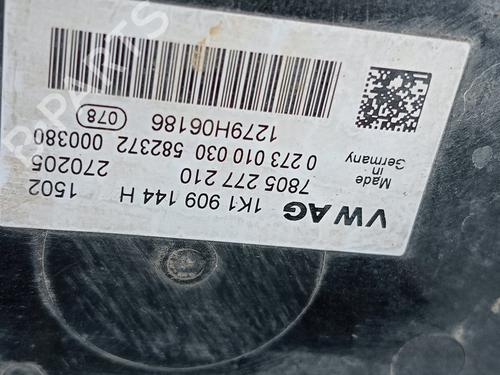 VW AG
Made
in
Germany
1K1 909 144 H 1502
7805 277 210 270205
0 273 010 030 582372 000380
1279H06186 078
B-PARTS